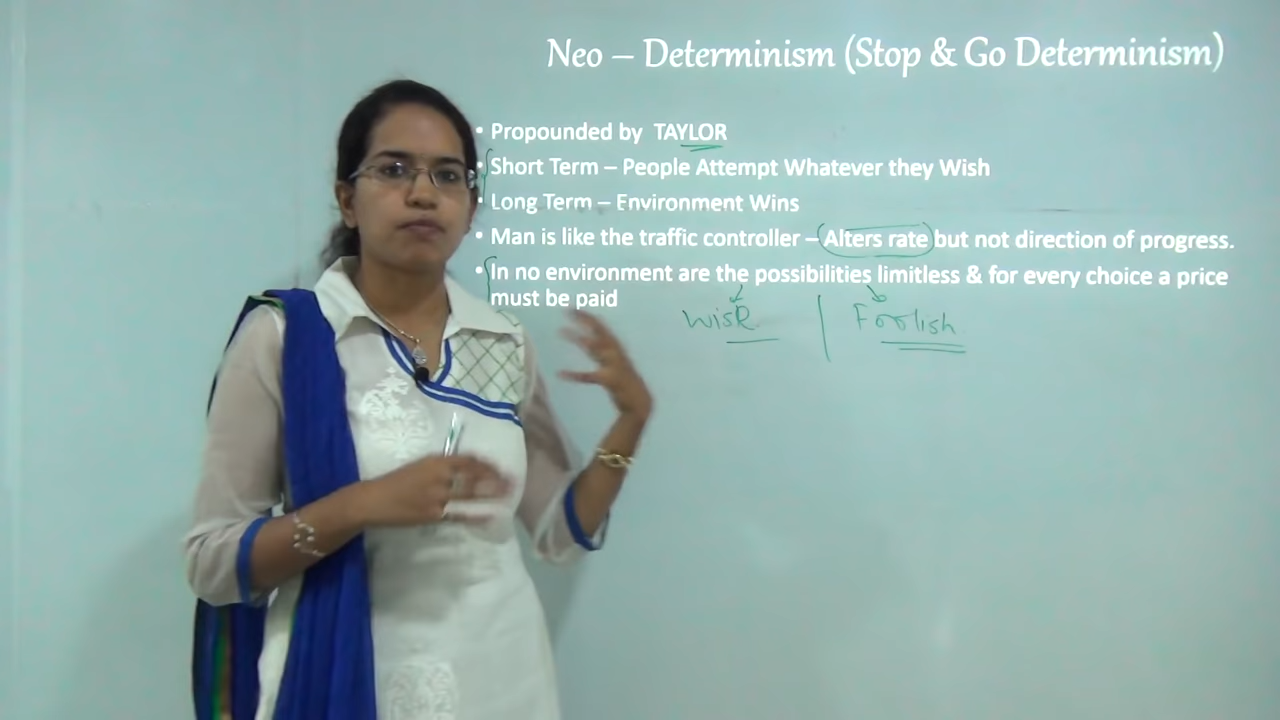 Neo – Determinism (Stop & Go Determinism)
• Propounded by TAYLOR
• Short Term – People Attempt Whatever they Wish
• Long Term – Environment Wins
• Man is like the traffic controller – Alters rate but not direction of progress.
• In no environment are the possibilities limitless & for every choice a price
must be paid
wise | Foolish